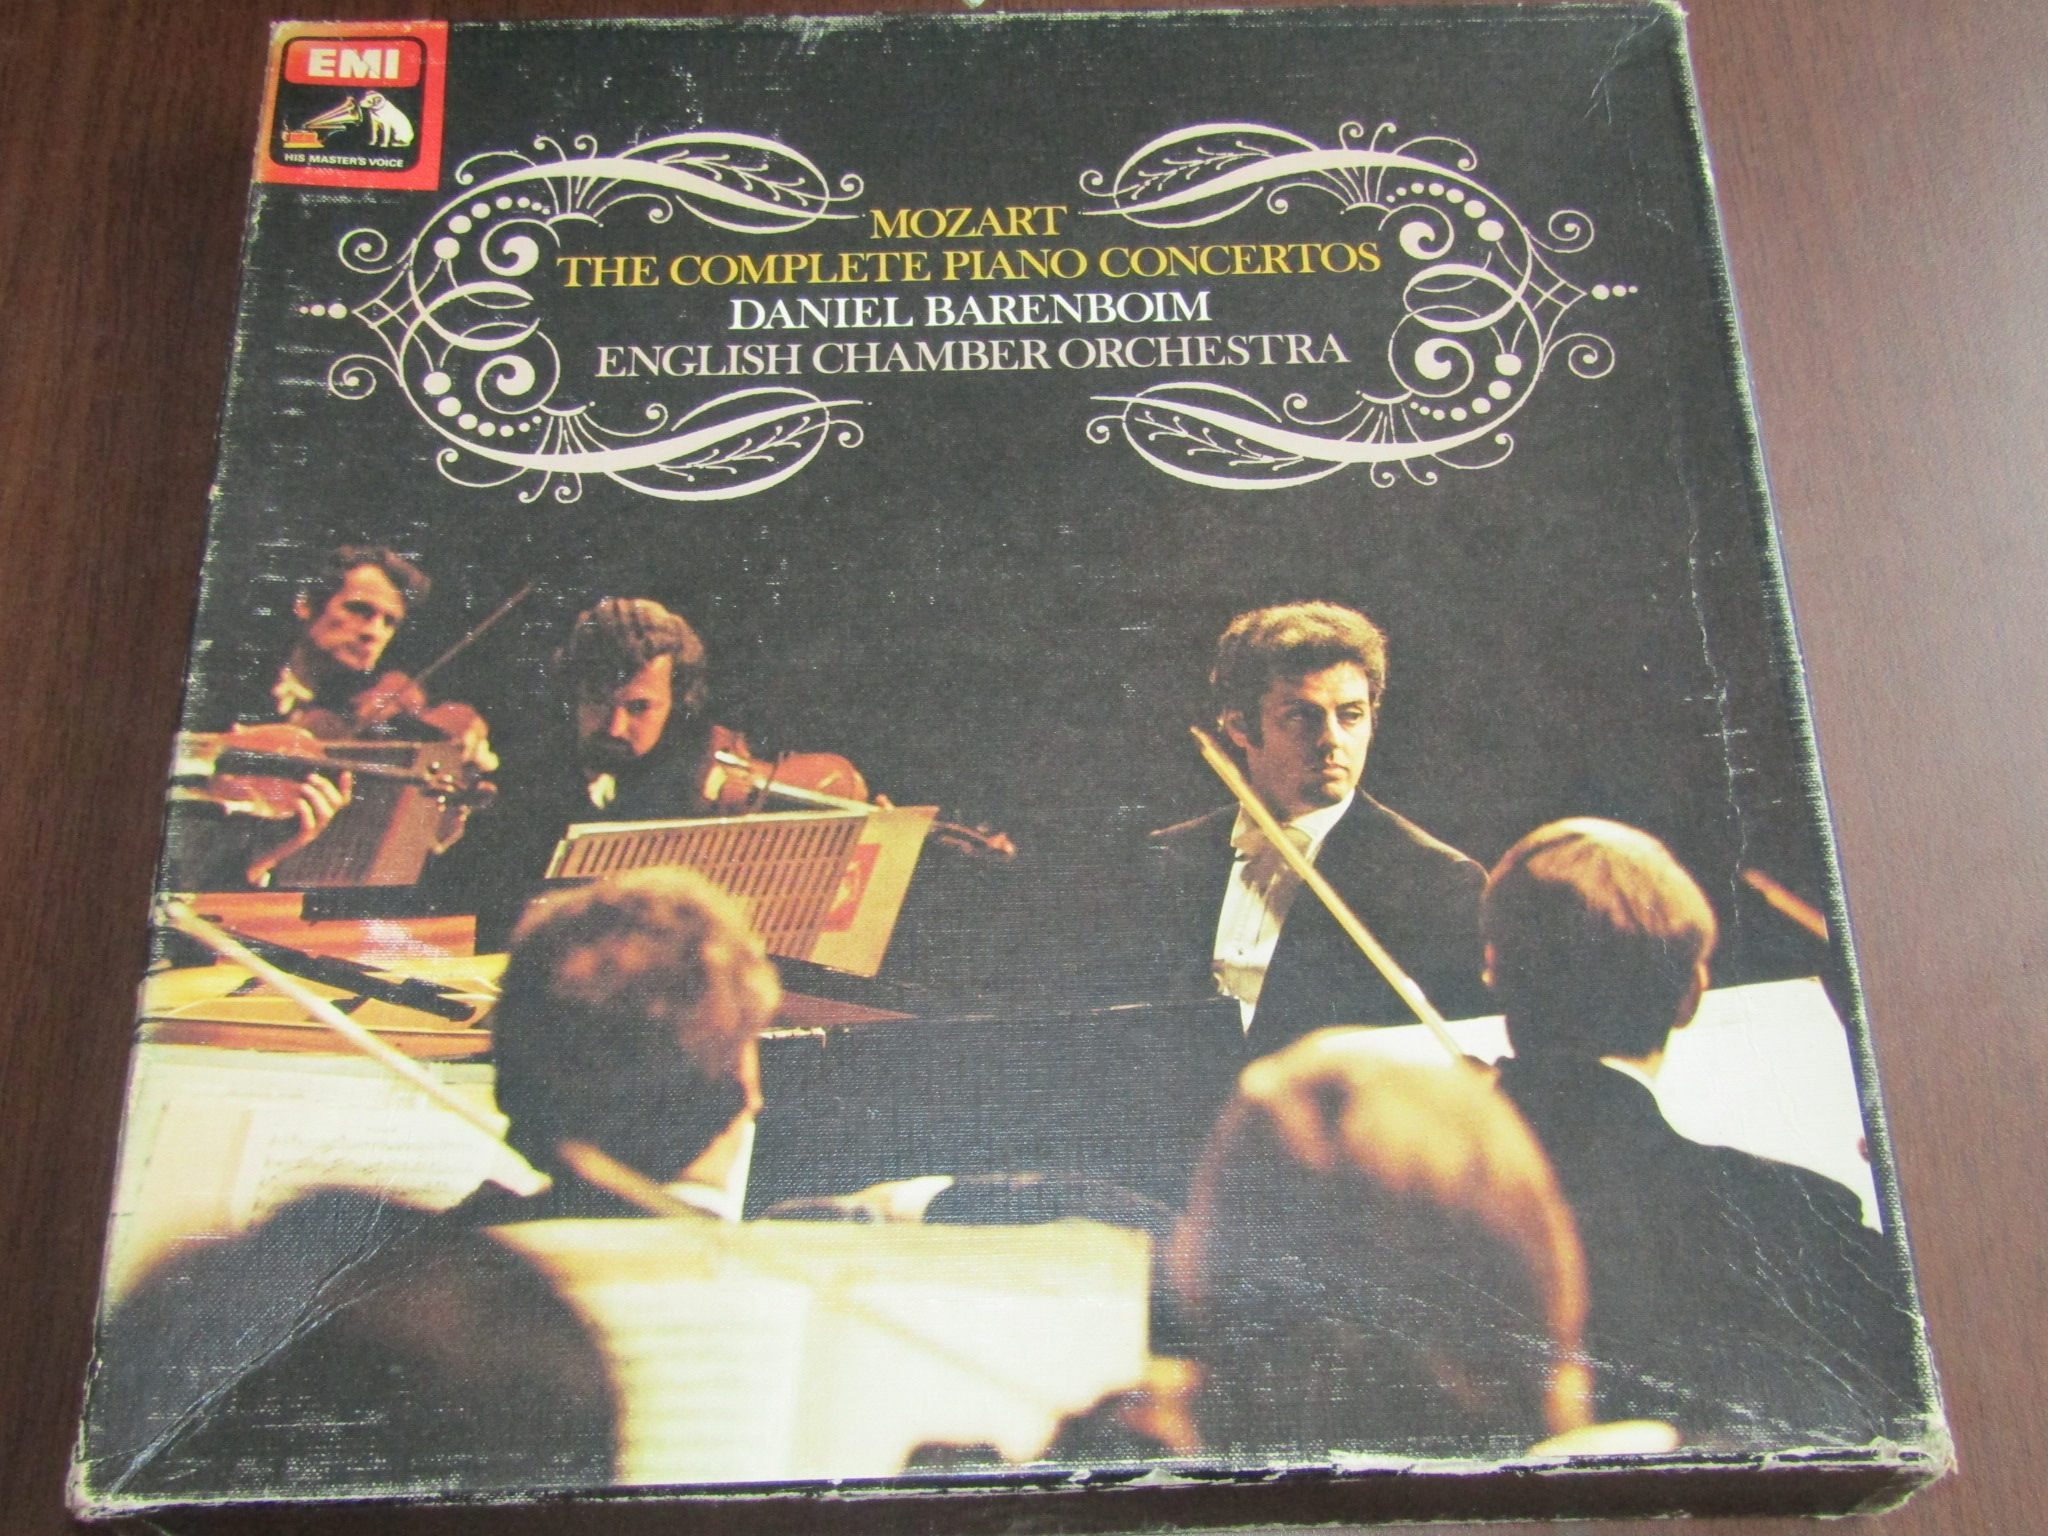 EMI
HIS MASTER'S VOICE
MOZART
THE COMPLETE PIANO CONCERTOS
DANIEL BARENBOIM
ENGLISH CHAMBER ORCHESTRA